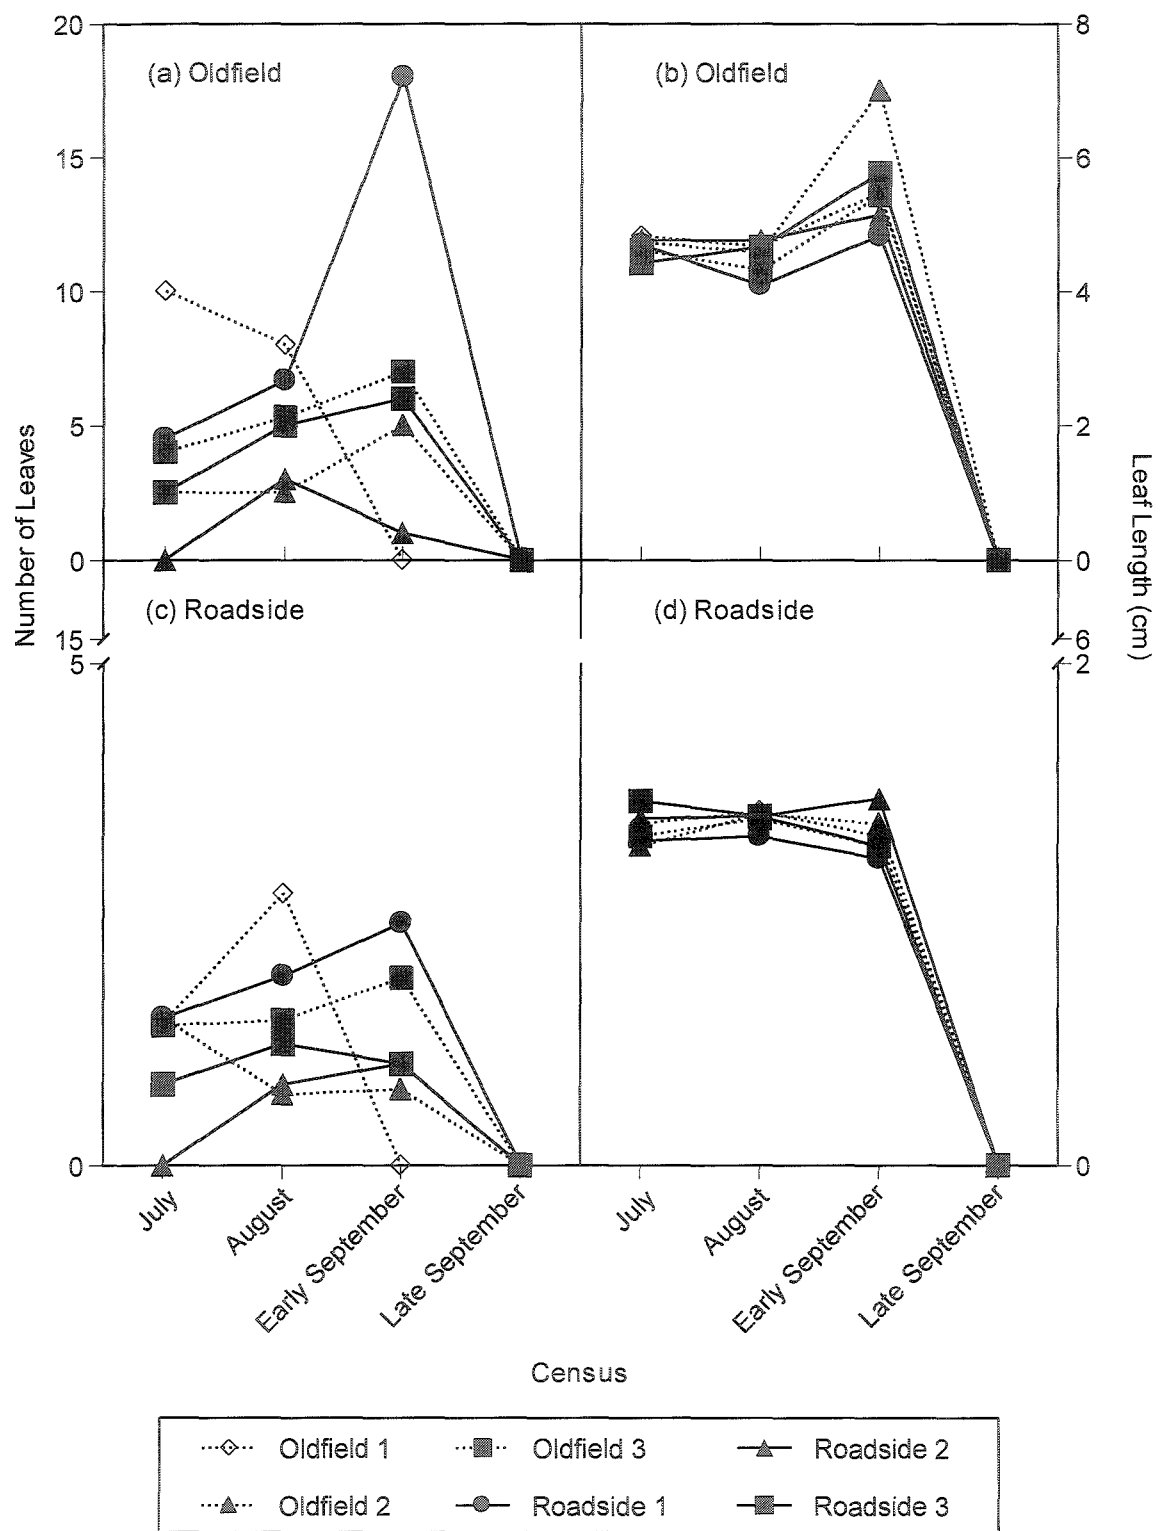 20
8
(a) Oldfield
(b) Oldfield
15
6
10
4
5
2
0
0
Number of Leaves
Leaf Length (cm)
(c) Roadside
(d) Roadside
15
6
5
2
0
0
July
August
Early September
Late September
July
August
Early September
Late September
Census
Oldfield 1
Oldfield 3
Roadside 2
Oldfield 2
Roadside 1
Roadside 3